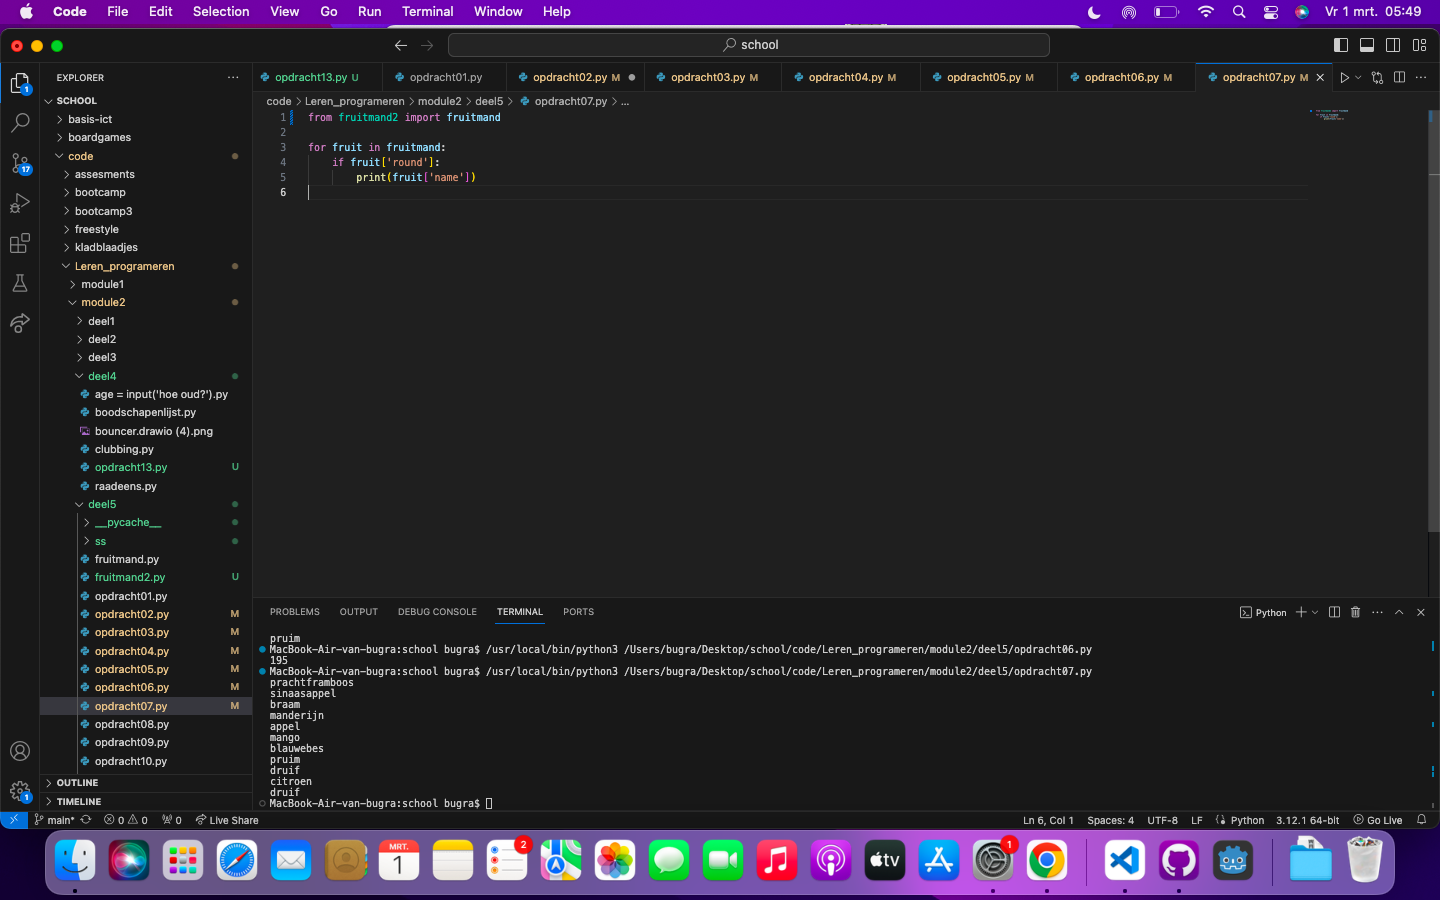 Code File Edit Selection View Go Run Terminal Window Help Vr 1 mrt. 05:49
school
EXPLORER
opdracht13.py U opdracht01.py opdracht02.py M opdracht03.py M opdracht04.py M opdracht05.py M opdracht06.py M opdracht07.py M
code > Leren_programeren > module2 > deel5 > opdracht07.py > ...
1 from fruitmand2 import fruitmand
2
3 for fruit in fruitmand:
4 if fruit['round']:
5 print(fruit['name'])
6
1
17
1
SCHOOL
basis-ict
boardgames
code
assesments
bootcamp
bootcamp3
freestyle
kladblaadjes
Leren_programeren
module1
module2
deel1
deel2
deel3
deel4
age = input('hoe oud?').py
boodschapenlijst.py
bouncer.drawio (4).png
clubbing.py
opdracht13.py U
raadeens.py
deel5
__pycache__
ss
fruitmand.py
fruitmand2.py U
opdracht01.py
opdracht02.py M
opdracht03.py M
opdracht04.py M
opdracht05.py M
opdracht06.py M
opdracht07.py M
opdracht08.py
opdracht09.py
opdracht10.py
OUTLINE
TIMELINE
PROBLEMS OUTPUT DEBUG CONSOLE TERMINAL PORTS Python
pruim
MacBook-Air-van-bugra:school bugra$ /usr/local/bin/python3 /Users/bugra/Desktop/school/code/Leren_programeren/module2/deel5/opdracht06.py
195
MacBook-Air-van-bugra:school bugra$ /usr/local/bin/python3 /Users/bugra/Desktop/school/code/Leren_programeren/module2/deel5/opdracht07.py
prachtframboos
sinaasappel
braam
manderijn
appel
mango
blauwebes
pruim
druif
citroen
druif
MacBook-Air-van-bugra:school bugra$
main* 0 0 0 Live Share Ln 6, Col 1 Spaces: 4 UTF-8 LF Python 3.12.1 64-bit Go Live
MRT.
1
2
tv
1